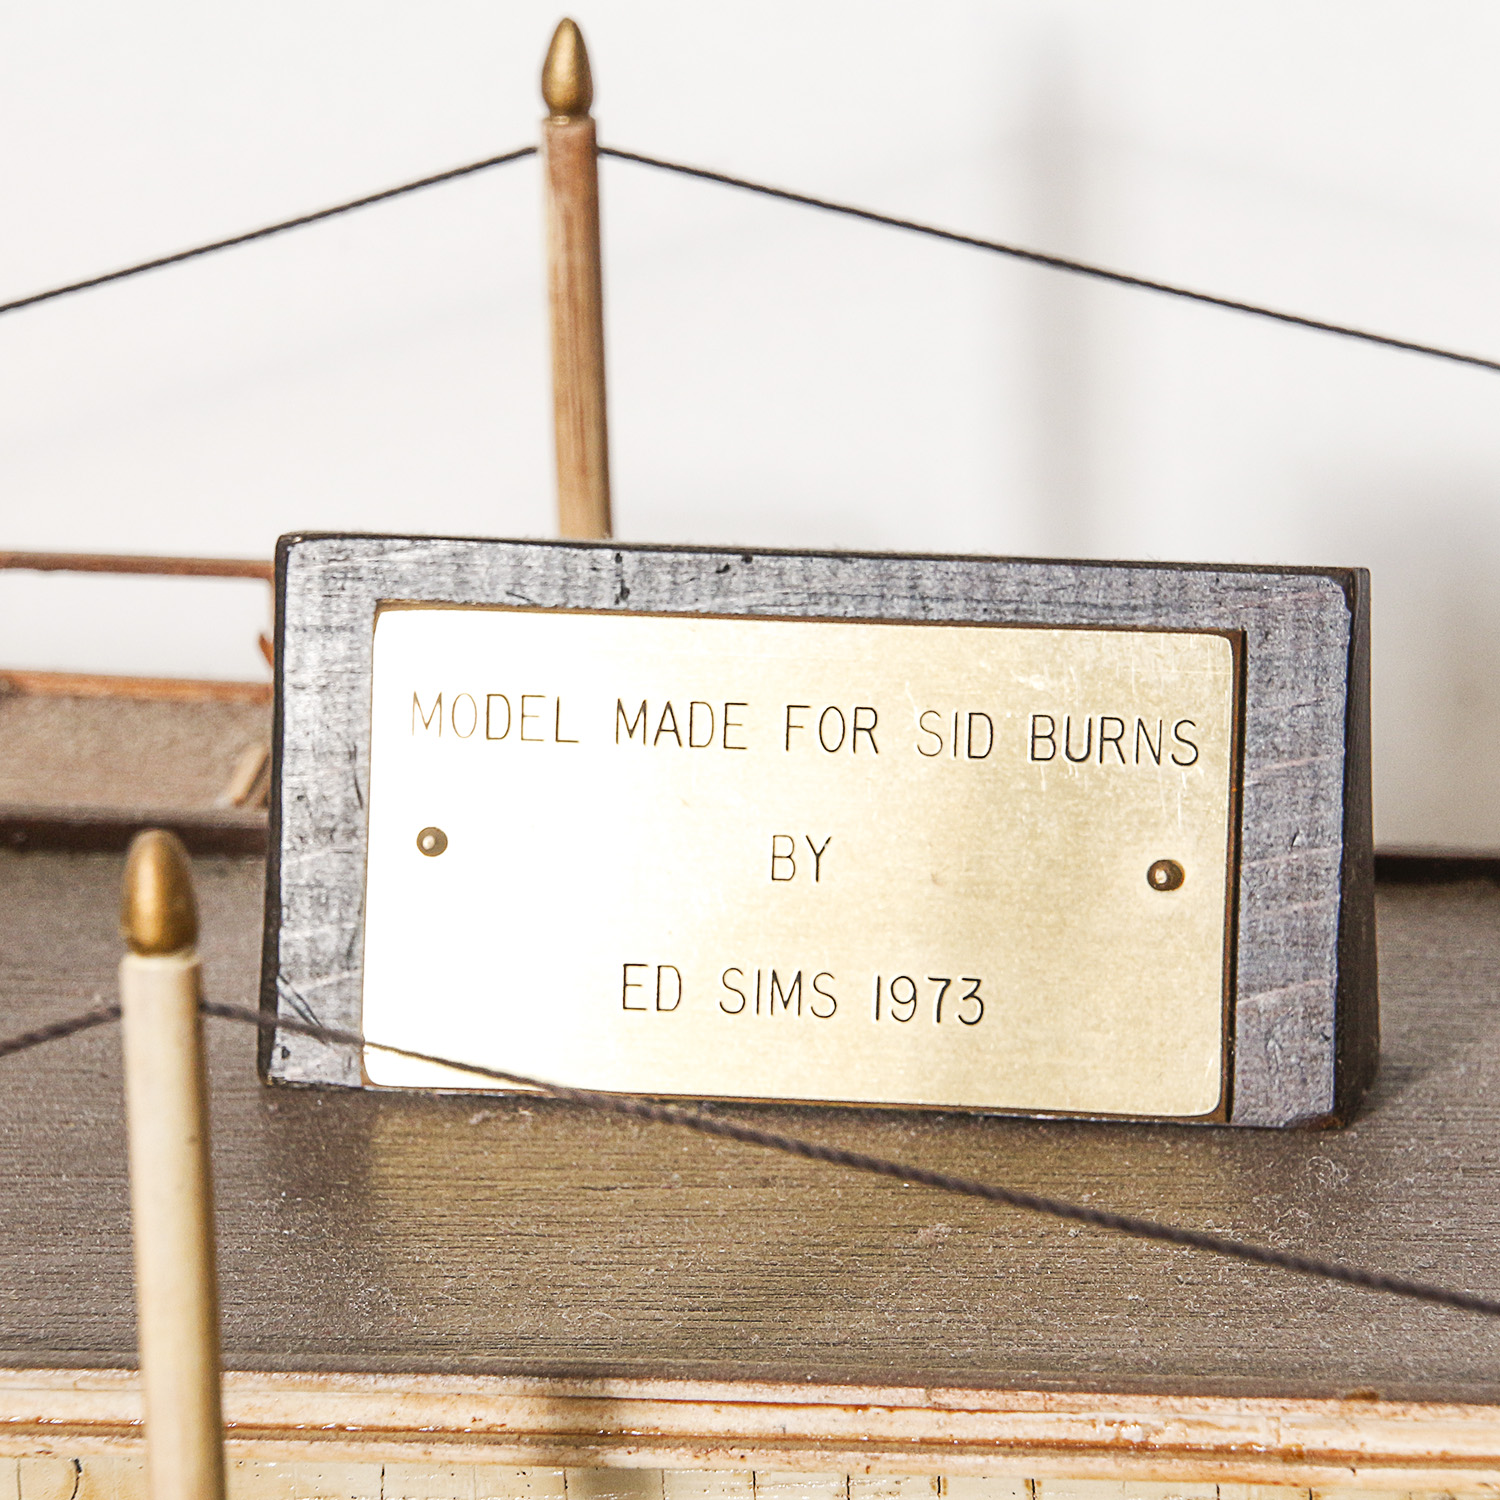 MODEL MADE FOR SID BURNS
BY
ED SIMS 1973